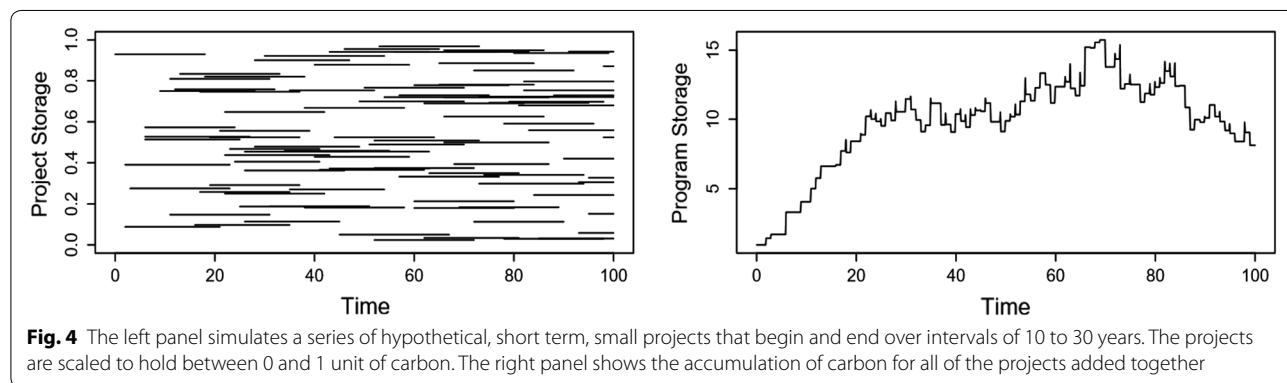 1.0
0.8
0.6
0.4
0.2
0.0
Project Storage
0 20 40 60 80 100
Time
15
10
5
Program Storage
0 20 40 60 80 100
Time
Fig. 4 The left panel simulates a series of hypothetical, short term, small projects that begin and end over intervals of 10 to 30 years. The projects
are scaled to hold between 0 and 1 unit of carbon. The right panel shows the accumulation of carbon for all of the projects added together